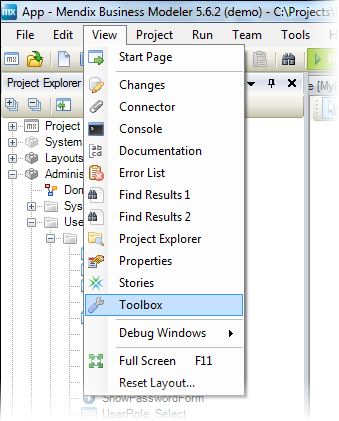 App - Mendix Business Modeler 5.6.2 (demo) - C:\Projects\
File Edit View Project Run Team Tools
Project Explorer
Start Page
Changes
Connector
Console
Documentation
Error List
Find Results 1
Find Results 2
Project Explorer
Properties
Stories
Toolbox
Debug Windows
Full Screen F11
Reset Layout...
Project
System
Layouts
Adminis
Dom
Sys
Use
ShowPasswordForm
UserRole_Select
[My